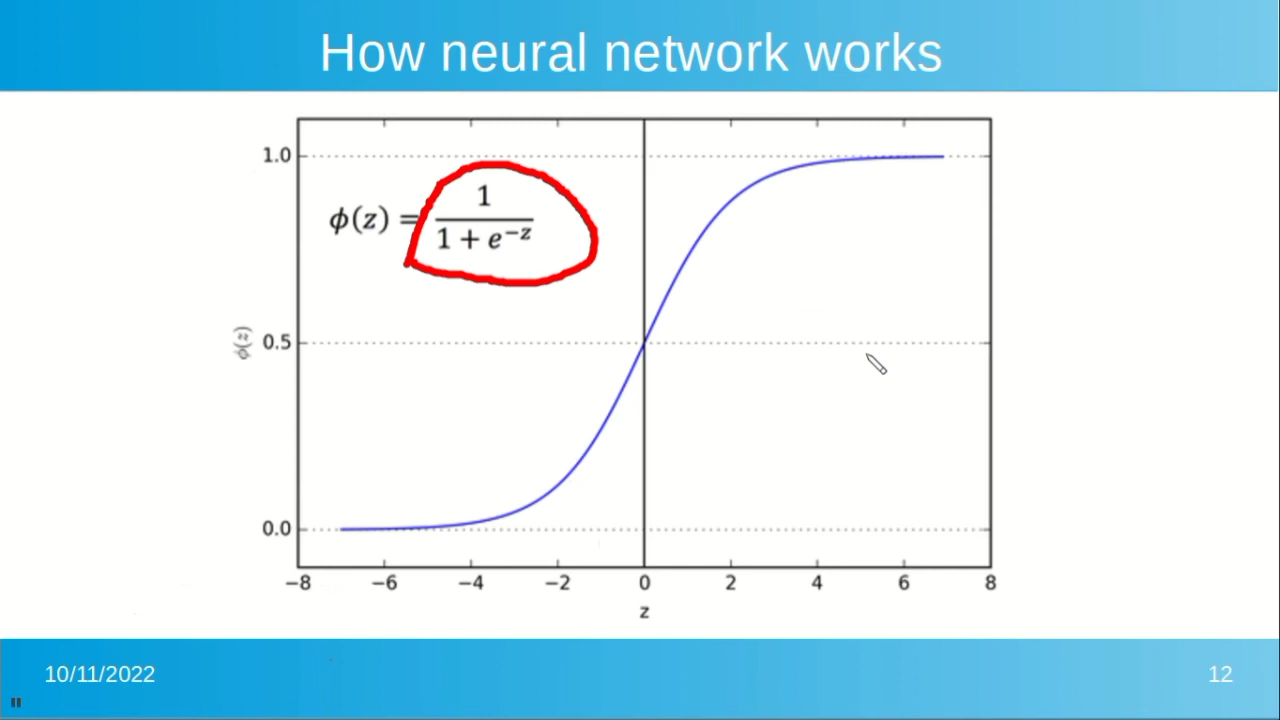 How neural network works
1.0
ϕ(z) = 1 / (1 + e^−z)
ϕ(z)
0.5
0.0
−8 −6 −4 −2 0 2 4 6 8
z
10/11/2022 12